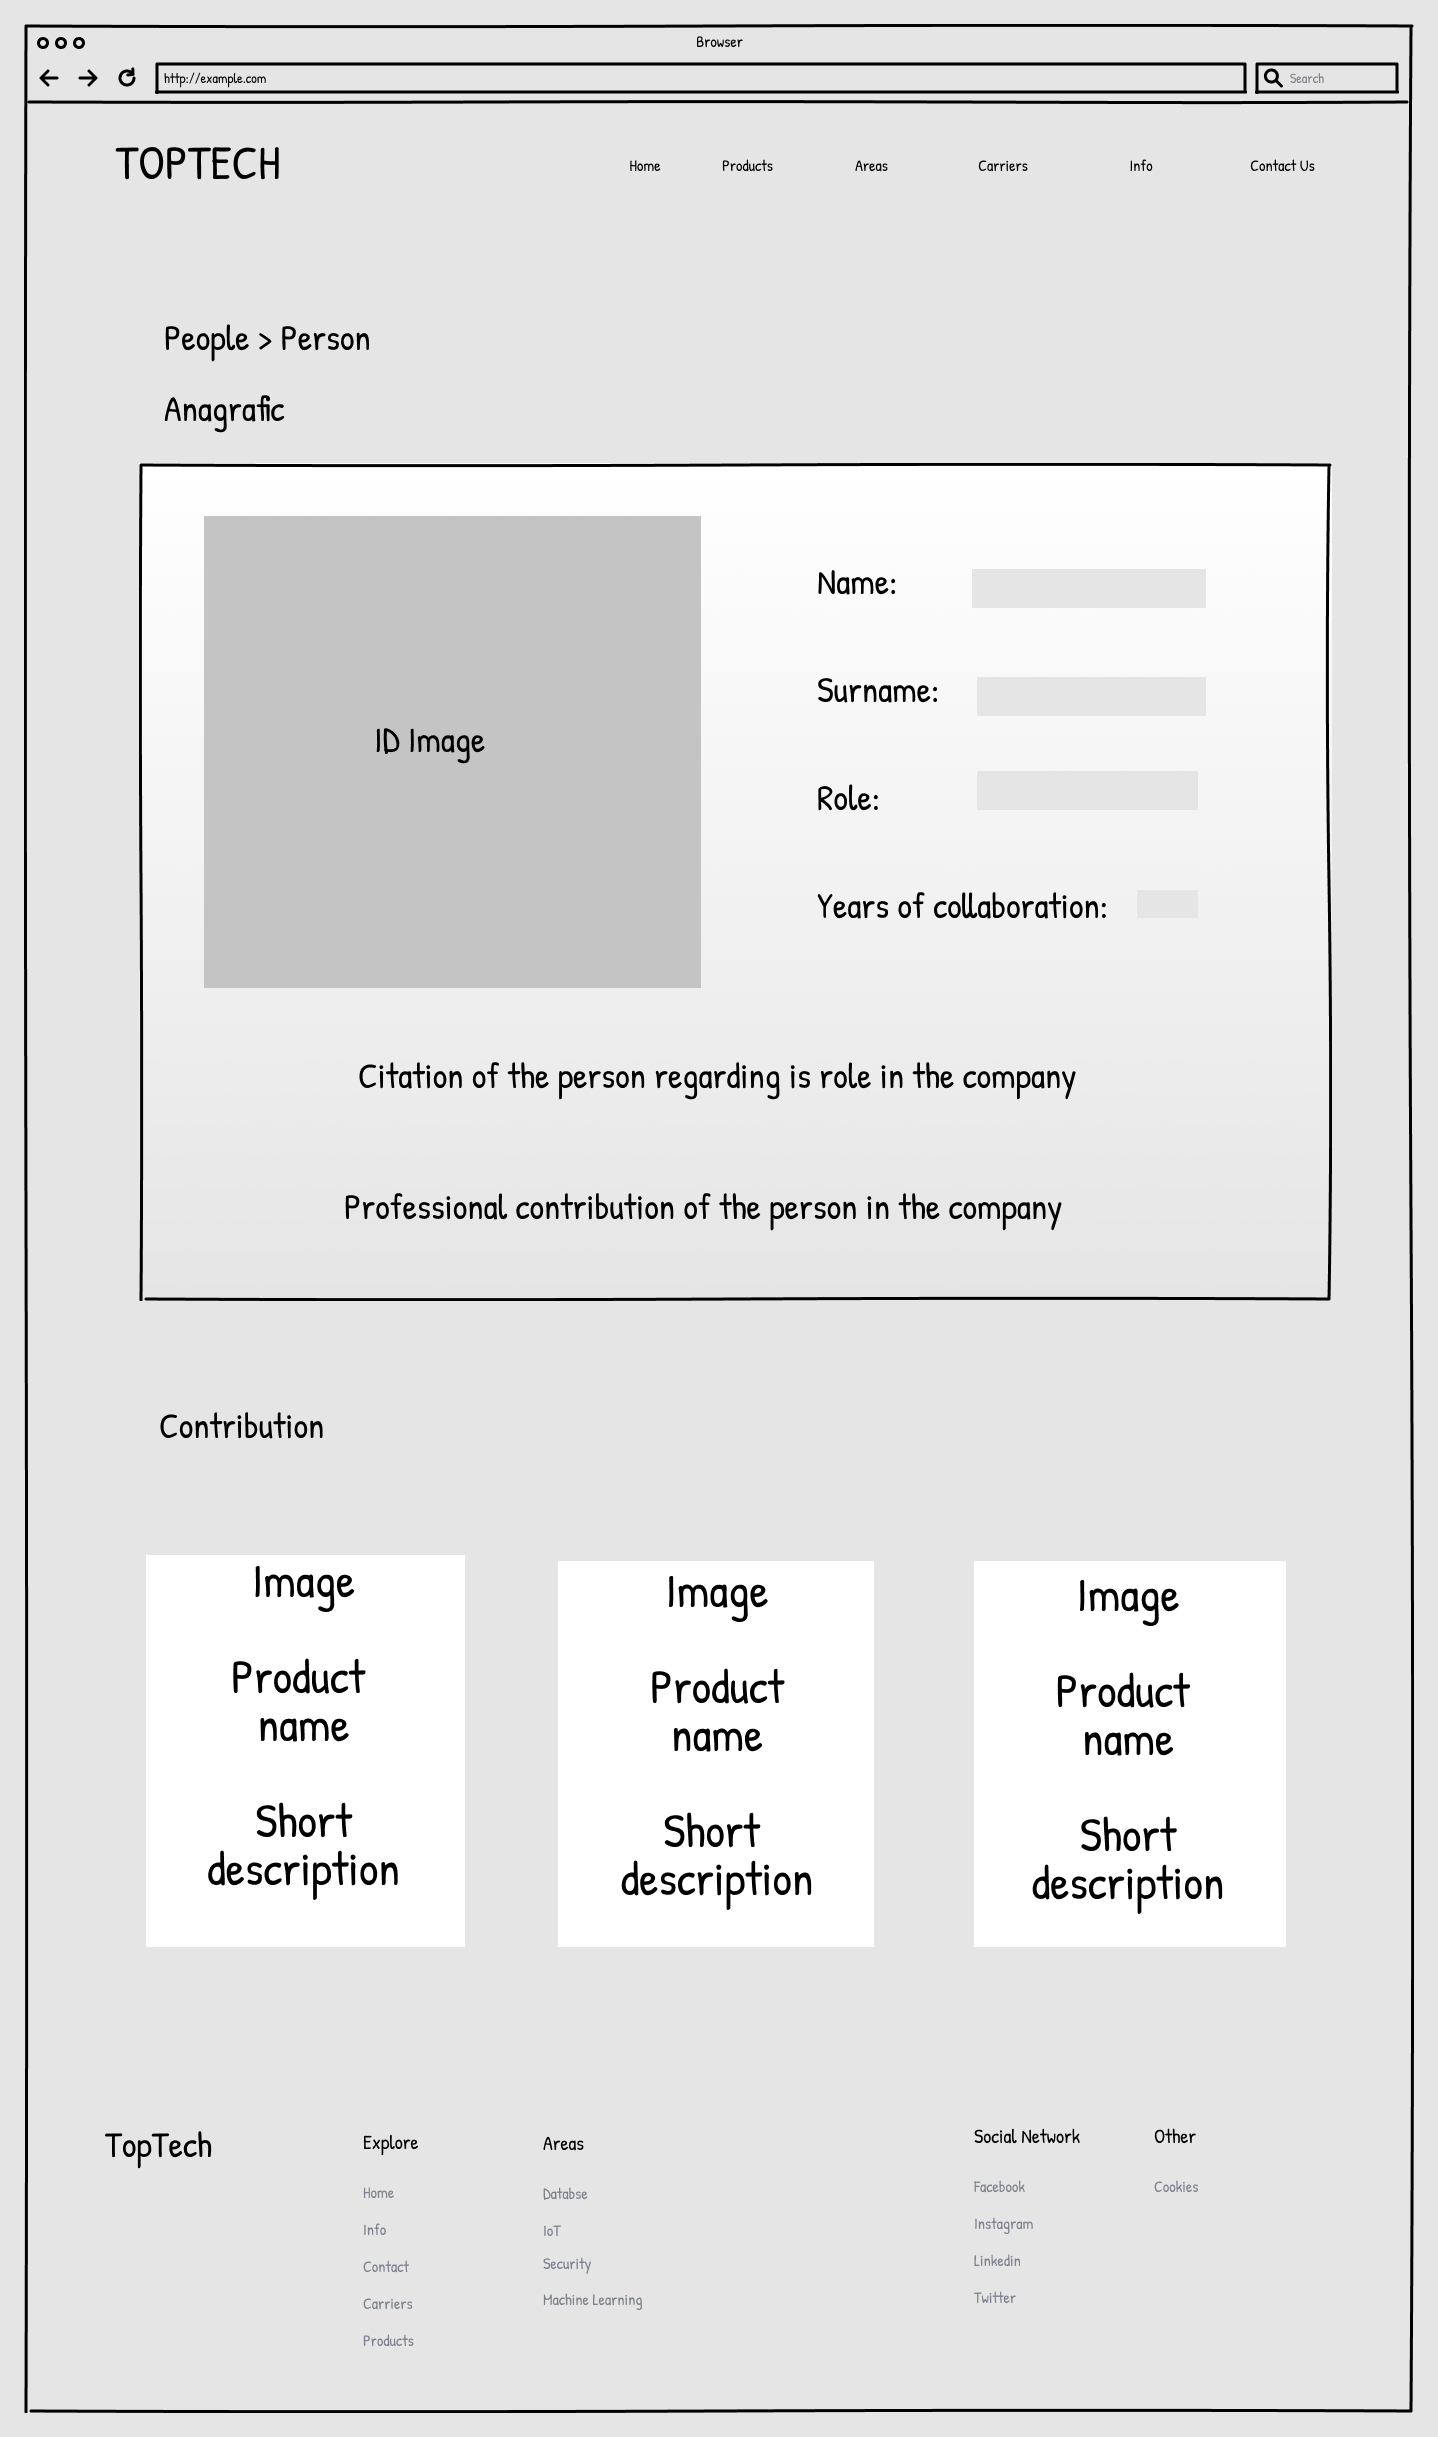 Browser
http://example.com
Search
TOPTECH
Home Products Areas Carriers Info Contact Us
People > Person
Anagrafic
ID Image
Name:
Surname:
Role:
Years of collaboration:
Citation of the person regarding is role in the company
Professional contribution of the person in the company
Contribution
Image
Product
name
Short
description
Image
Product
name
Short
description
Image
Product
name
Short
description
TopTech
Explore
Home
Info
Contact
Carriers
Products
Areas
Databse
IoT
Security
Machine Learning
Social Network
Facebook
Instagram
Linkedin
Twitter
Other
Cookies